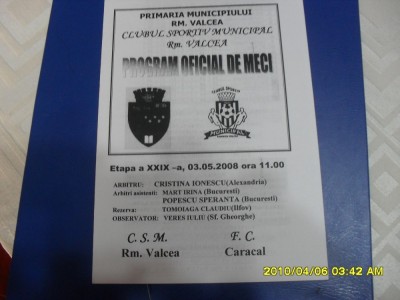 PRIMARIA MUNICIPIULUI
RM. VALCEA
CLUBUL SPORTIV MUNICIPAL
Rm. VALCEA
PROGRAM OFICIAL DE MECI
MUNICIPAL
Etapa a XXIX –a, 03.05.2008 ora 11.00
ARBITRU: CRISTINA IONESCU(Alexandria)
Arbitri asistenti: MART IRINA (Bucuresti)
POPESCU SPERANTA (Bucuresti)
Rezerva: TOMOIAGA CLAUDIU(Ilfov)
OBSERVATOR: VERES IULIU (Sf. Gheorghe)
C. S. M. F. C.
Rm. Valcea Caracal
2010/04/06 03:42 AM